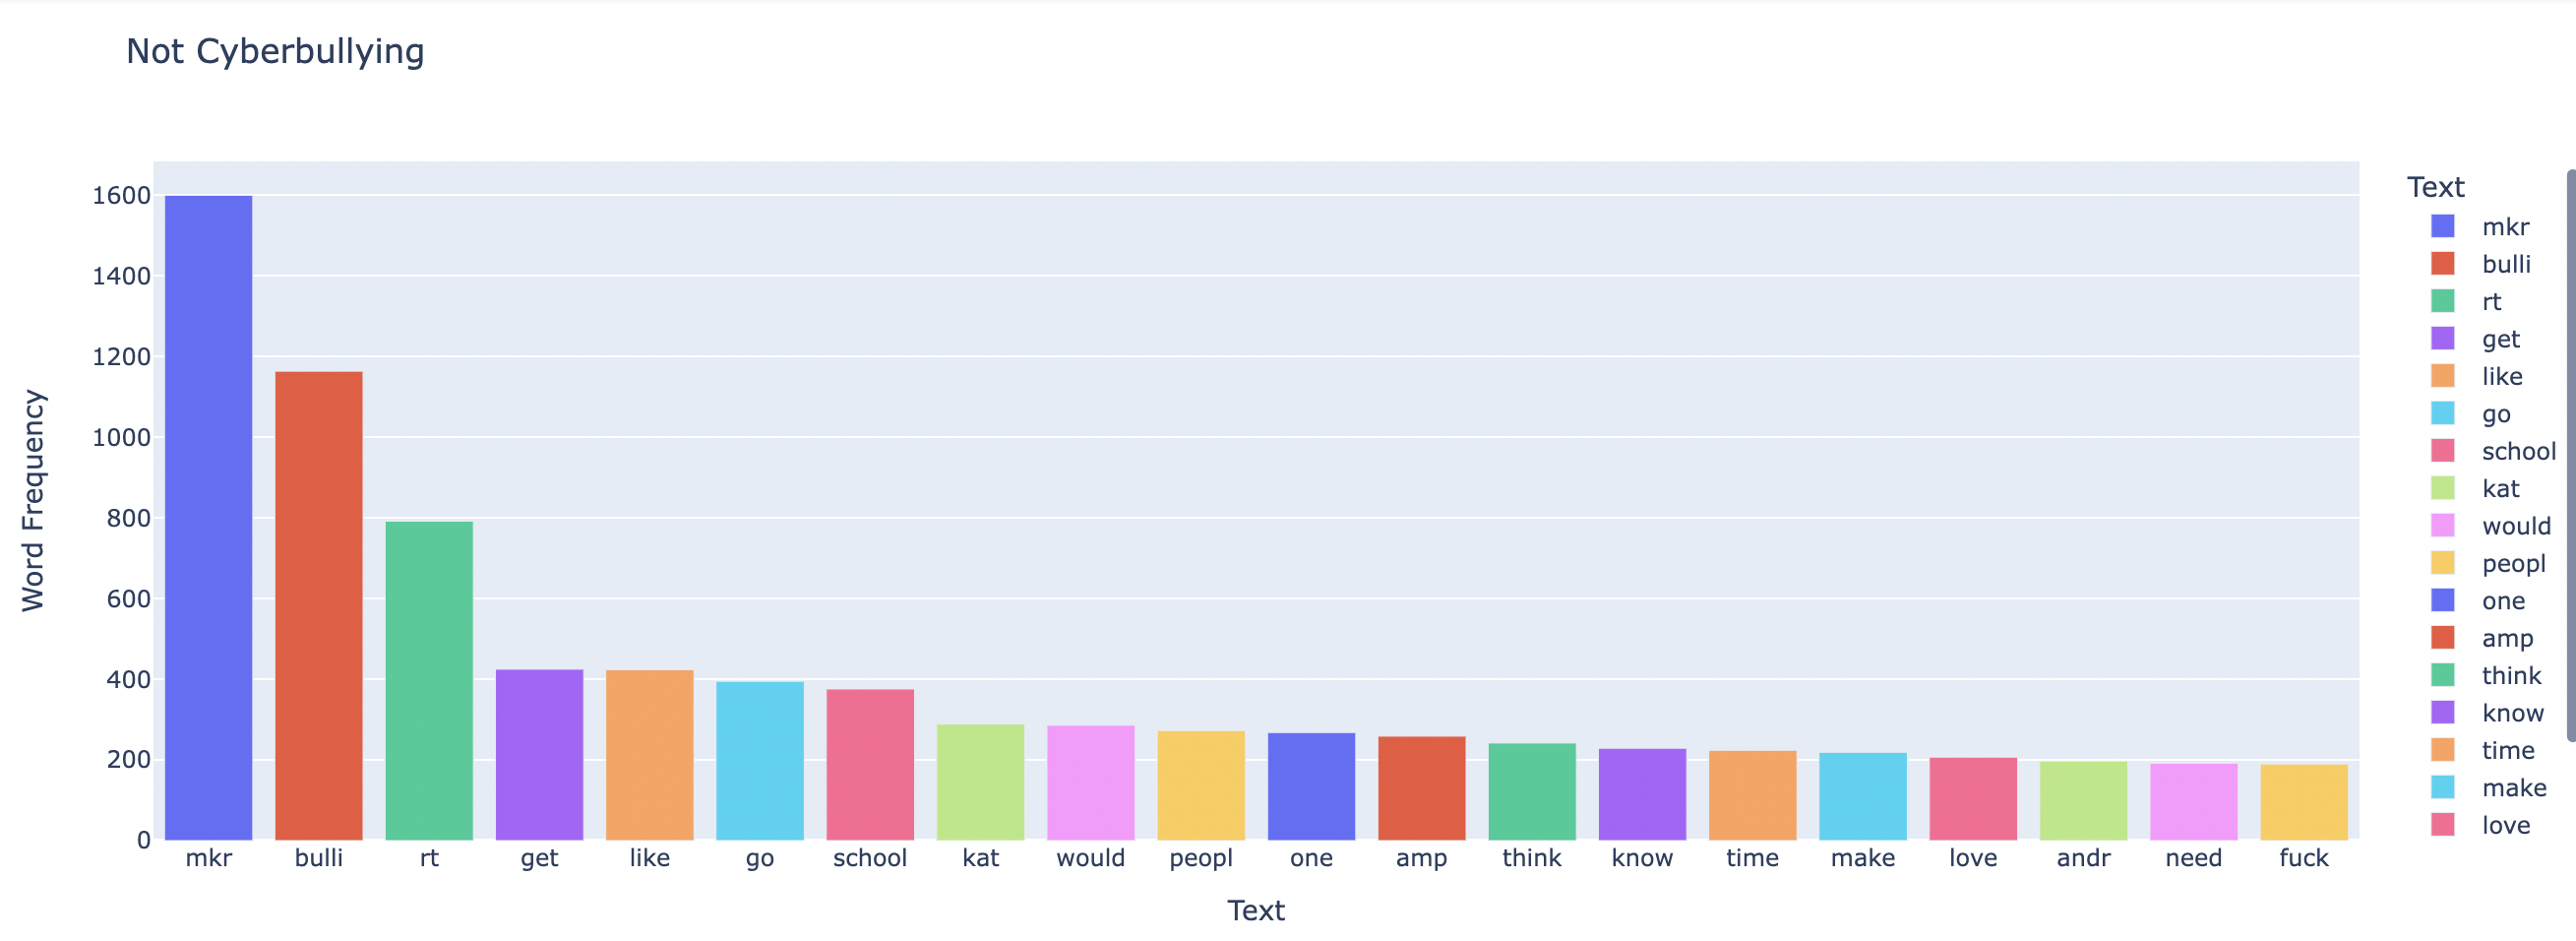 Not Cyberbullying
1600
1400
1200
1000
800
600
400
200
0
Word Frequency
mkr bulli rt get like go school kat would peopl one amp think know time make love andr need fuck
Text
Text
mkr
bulli
rt
get
like
go
school
kat
would
peopl
one
amp
think
know
time
make
love